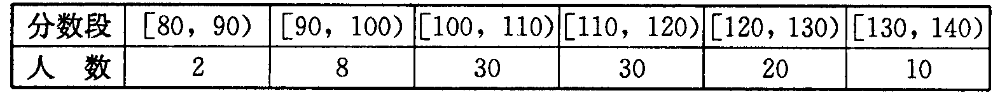 分数段 [80, 90) [90, 100) [100, 110) [110, 120) [120, 130) [130, 140)
人 数 2 8 30 30 20 10